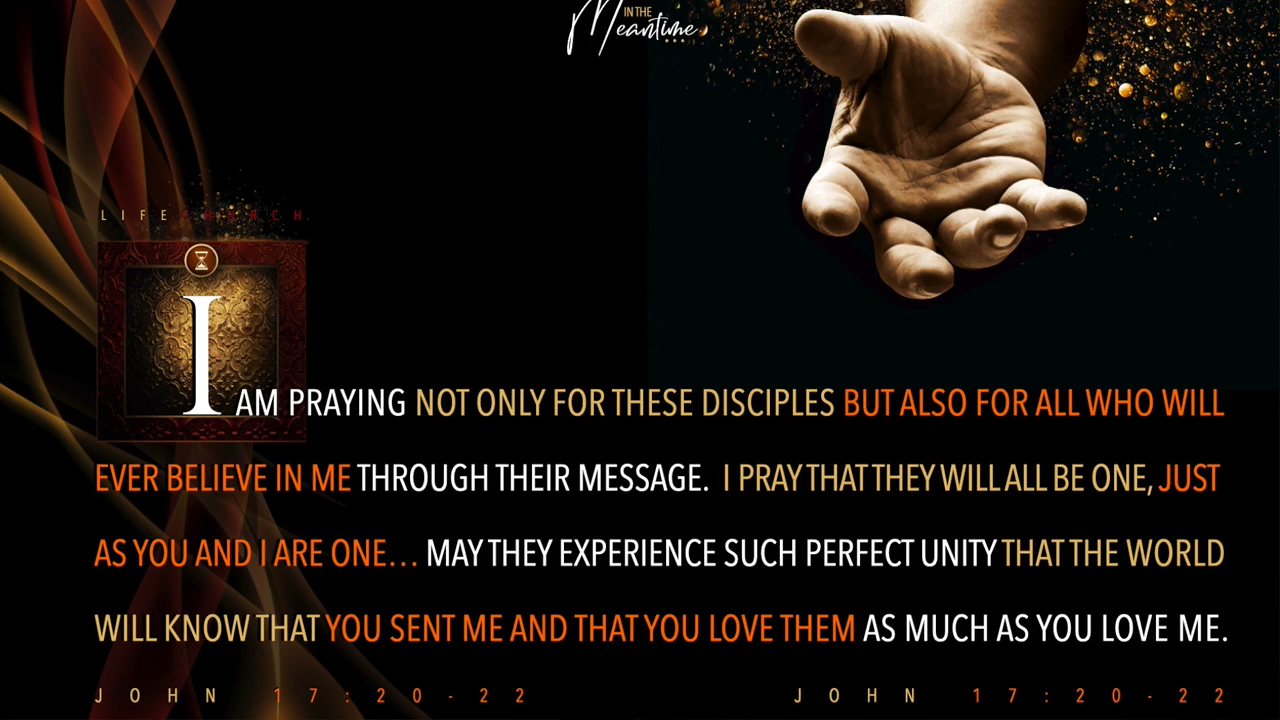 IN THE
Meantime
LIFECHURCH
I AM PRAYING NOT ONLY FOR THESE DISCIPLES BUT ALSO FOR ALL WHO WILL
EVER BELIEVE IN ME THROUGH THEIR MESSAGE. I PRAY THAT THEY WILL ALL BE ONE, JUST
AS YOU AND I ARE ONE... MAY THEY EXPERIENCE SUCH PERFECT UNITY THAT THE WORLD
WILL KNOW THAT YOU SENT ME AND THAT YOU LOVE THEM AS MUCH AS YOU LOVE ME.
JOHN 17:20-22 JOHN 17:20-22